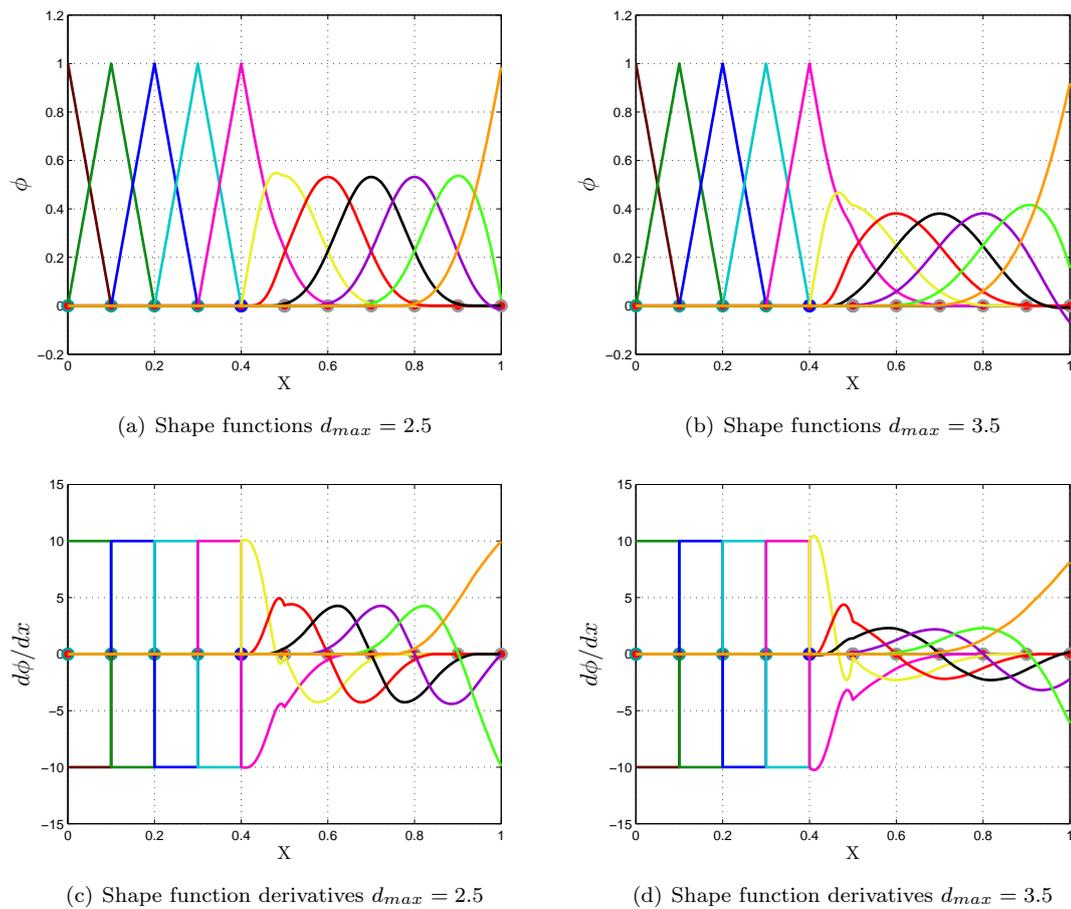 1.2
1
0.8
0.6
0.4
0.2
0
−0.2
ϕ
0 0.2 0.4 0.6 0.8 1
X
(a) Shape functions d_max = 2.5
1.2
1
0.8
0.6
0.4
0.2
0
−0.2
ϕ
0 0.2 0.4 0.6 0.8 1
X
(b) Shape functions d_max = 3.5
15
10
5
0
−5
−10
−15
dϕ/dx
0 0.2 0.4 0.6 0.8 1
X
(c) Shape function derivatives d_max = 2.5
15
10
5
0
−5
−10
−15
dϕ/dx
0 0.2 0.4 0.6 0.8 1
X
(d) Shape function derivatives d_max = 3.5